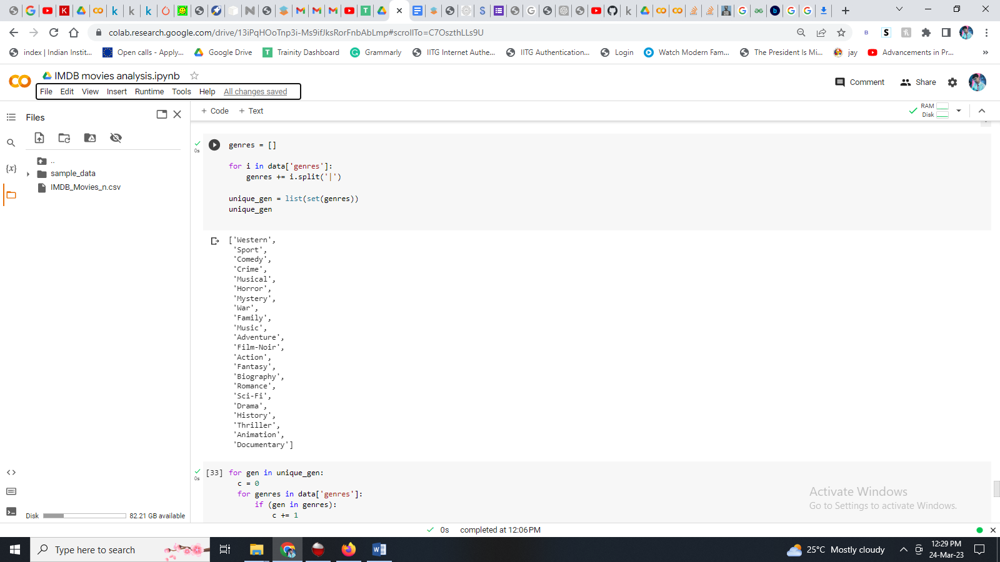 colab.research.google.com/drive/13iPqHOoTnp3i-Ms9ifJksRorFnbAbLmp#scrollTo=C7OszthLLs9U
index | Indian Instit... Open calls - Apply... Google Drive Trainity Dashboard Grammarly IITG Internet Authe... IITG Authentication... Login Watch Modern Fam... The President Is Mi... jay Advancements in Pr... »
IMDB movies analysis.ipynb
Comment Share
File Edit View Insert Runtime Tools Help All changes saved
Files
+ Code + Text
RAM
Disk
..
sample_data
IMDB_Movies_n.csv
0s
genres = []
for i in data['genres']:
genres += i.split('|')
unique_gen = list(set(genres))
unique_gen
['Western',
'Sport',
'Comedy',
'Crime',
'Musical',
'Horror',
'Mystery',
'War',
'Family',
'Music',
'Adventure',
'Film-Noir',
'Action',
'Fantasy',
'Biography',
'Romance',
'Sci-Fi',
'Drama',
'History',
'Thriller',
'Animation',
'Documentary']
0s
[33] for gen in unique_gen:
c = 0
for genres in data['genres']:
if (gen in genres):
c += 1
Activate Windows
Go to Settings to activate Windows.
Disk 82.21 GB available
0s completed at 12:06 PM
Type here to search
25°C Mostly cloudy
12:29 PM
24-Mar-23